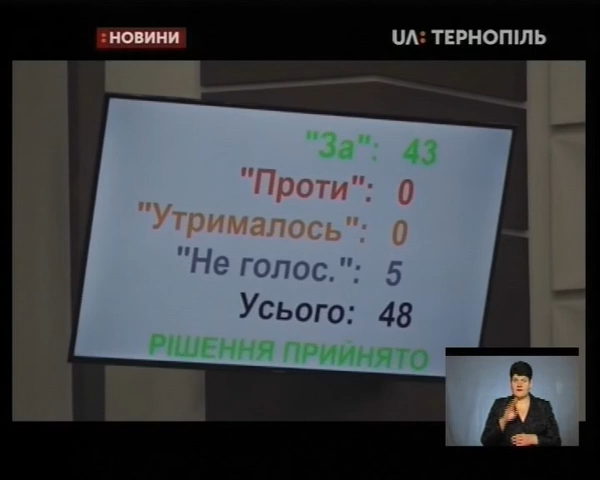 :НОВИНИ
UA: ТЕРНОПІЛЬ
"За": 43
"Проти": 0
"Утрималось": 0
"Не голос.": 5
Усього: 48
РІШЕННЯ ПРИЙНЯТО